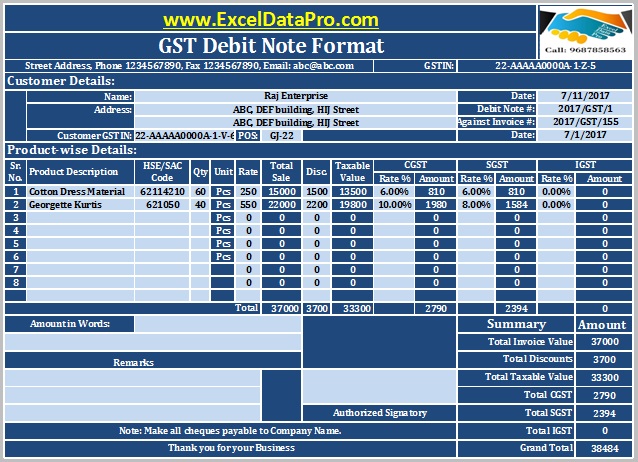 www.ExcelDataPro.com
GST Debit Note Format
Call: 9687858563
Street Address, Phone 1234567890, Fax 1234567890, Email: abc@abc.com GSTIN: 22-AAAAA0000A-1-Z-5
Customer Details:
Name: Raj Enterprise Date: 7/11/2017
Address: ABC, DEF building, HIJ Street Debit Note #: 2017/GST/1
ABC, DEF building, HIJ Street Against Invoice #: 2017/GST/155
Customer GSTIN: 22-AAAAA0000A-1-V-6 POS: GJ-22 Date: 7/1/2017
Product-wise Details:
Sr. No. Product Description HSE/SAC Code Qty Unit Rate Total Sale Disc. Taxable Value CGST SGST IGST
Rate % Amount Rate % Amount Rate % Amount
1 Cotton Dress Material 62114210 60 Pcs 250 15000 1500 13500 6.00% 810 6.00% 810 0.00% 0
2 Georgette Kurtis 621050 40 Pcs 550 22000 2200 19800 10.00% 1980 8.00% 1584 0.00% 0
3 Pcs 0 0 0 0 0 0
4 Pcs 0 0 0 0 0 0
5 Pcs 0 0 0 0 0 0
6 Pcs 0 0 0 0 0 0
7 0 0 0 0 0 0
8 0 0 0 0 0 0
Total 37000 3700 33300 2790 2394 0
Amount in Words: Summary Amount
Total Invoice Value 37000
Total Discounts 3700
Remarks Total Taxable Value 33300
Total CGST 2790
Authorized Signatory Total SGST 2394
Note: Make all cheques payable to Company Name. Total IGST 0
Thank you for your Business Grand Total 38484